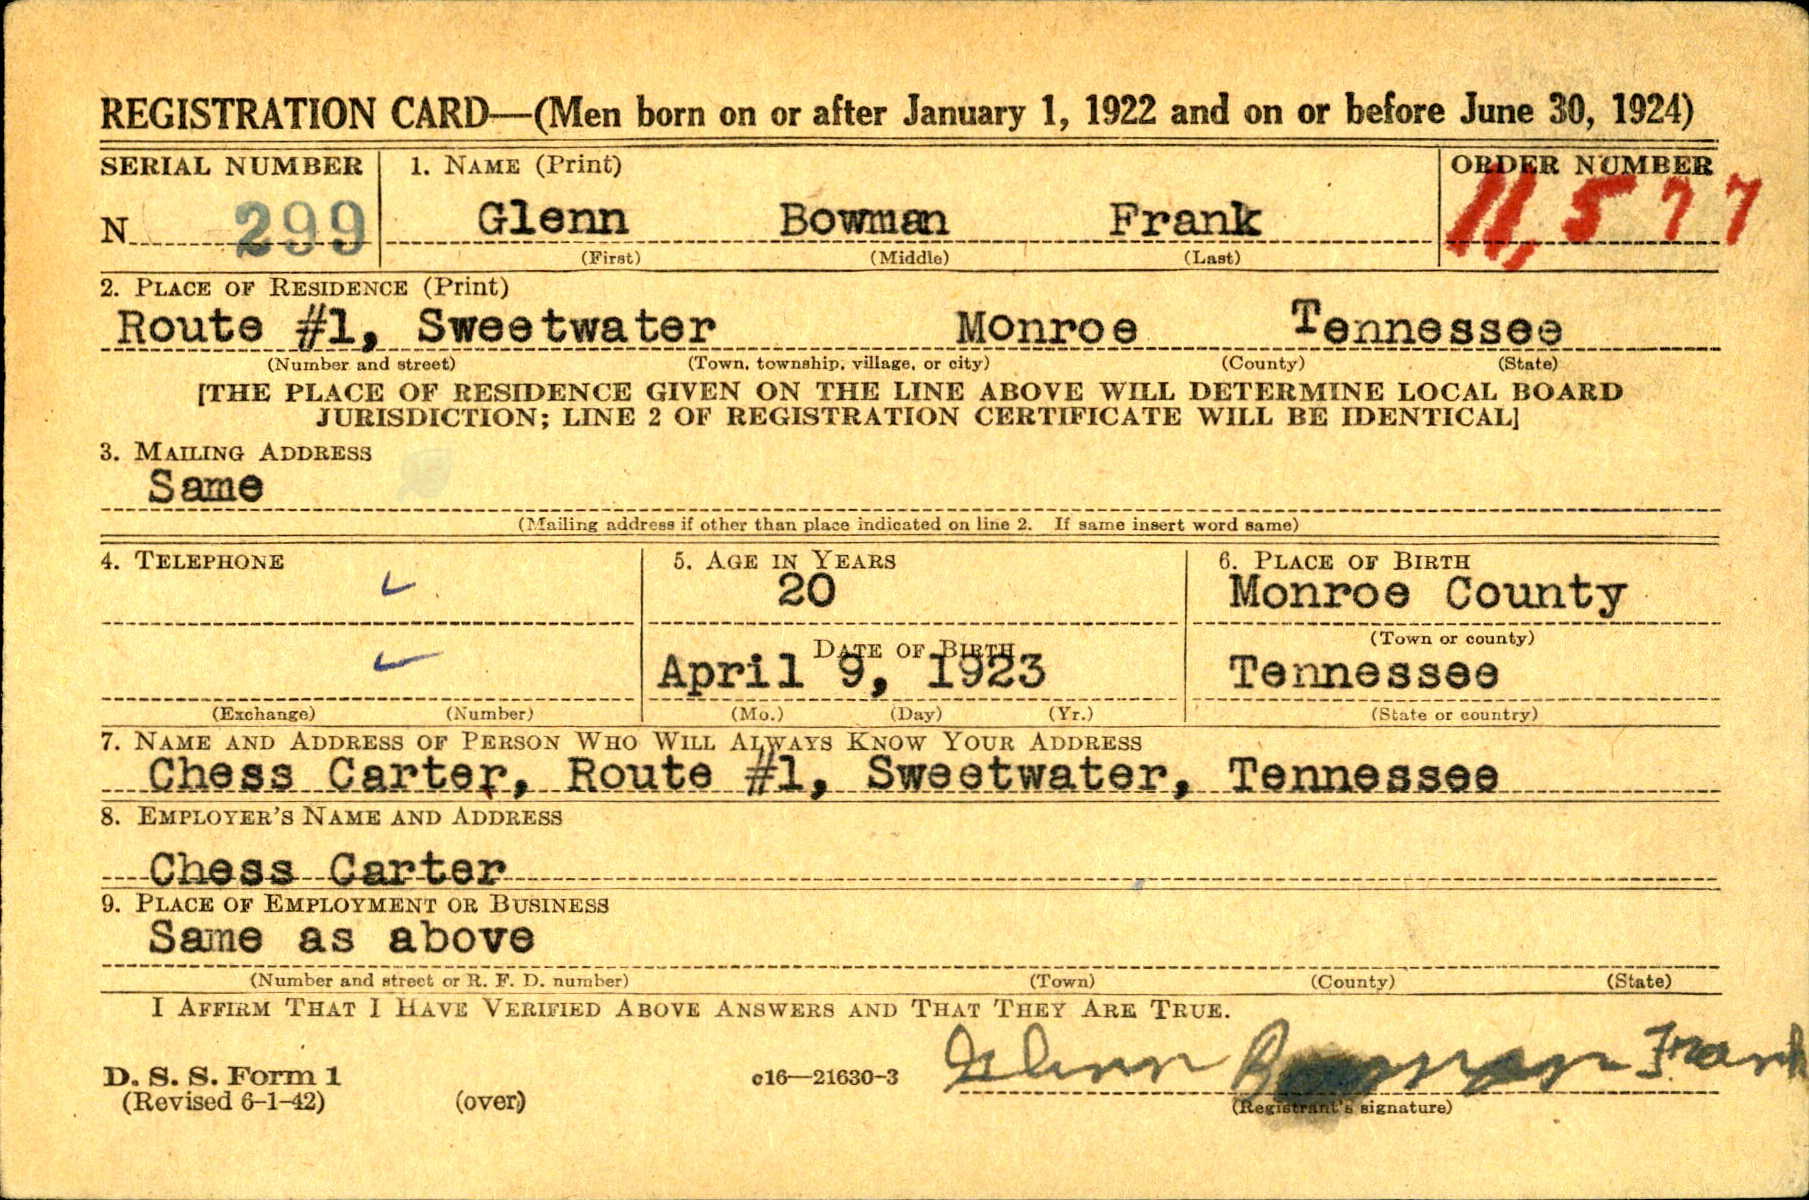 REGISTRATION CARD—(Men born on or after January 1, 1922 and on or before June 30, 1924)
SERIAL NUMBER 1. NAME (Print) ORDER NUMBER
N 299 Glenn Bowman Frank 11,577
(First) (Middle) (Last)
2. PLACE OF RESIDENCE (Print)
Route #1, Sweetwater Monroe Tennessee
(Number and street) (Town, township, village, or city) (County) (State)
[THE PLACE OF RESIDENCE GIVEN ON THE LINE ABOVE WILL DETERMINE LOCAL BOARD
JURISDICTION; LINE 2 OF REGISTRATION CERTIFICATE WILL BE IDENTICAL]
3. MAILING ADDRESS
Same
(Mailing address if other than place indicated on line 2. If same insert word same)
4. TELEPHONE 5. AGE IN YEARS 6. PLACE OF BIRTH
20 Monroe County
DATE OF BIRTH (Town or county)
April 9, 1923 Tennessee
(Exchange) (Number) (Mo.) (Day) (Yr.) (State or country)
7. NAME AND ADDRESS OF PERSON WHO WILL ALWAYS KNOW YOUR ADDRESS
Chess Carter, Route #1, Sweetwater, Tennessee
8. EMPLOYER'S NAME AND ADDRESS
Chess Carter
9. PLACE OF EMPLOYMENT OR BUSINESS
Same as above
(Number and street or R. F. D. number) (Town) (County) (State)
I AFFIRM THAT I HAVE VERIFIED ABOVE ANSWERS AND THAT THEY ARE TRUE.
Glenn Bowman Frank
D. S. S. Form 1 c16—21630-3
(Revised 6-1-42) (over) (Registrant's signature)